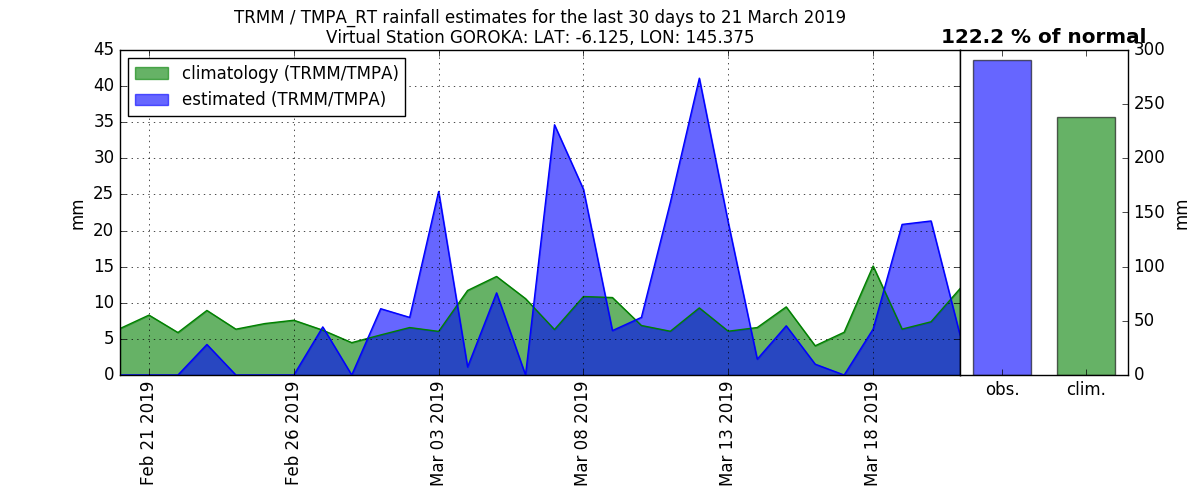 TRMM / TMPA_RT rainfall estimates for the last 30 days to 21 March 2019
Virtual Station GOROKA: LAT: -6.125, LON: 145.375
122.2 % of normal
climatology (TRMM/TMPA)
estimated (TRMM/TMPA)
mm
45
40
35
30
25
20
15
10
5
0
Feb 21 2019
Feb 26 2019
Mar 03 2019
Mar 08 2019
Mar 13 2019
Mar 18 2019
300
250
200
150
100
50
0
mm
obs.
clim.